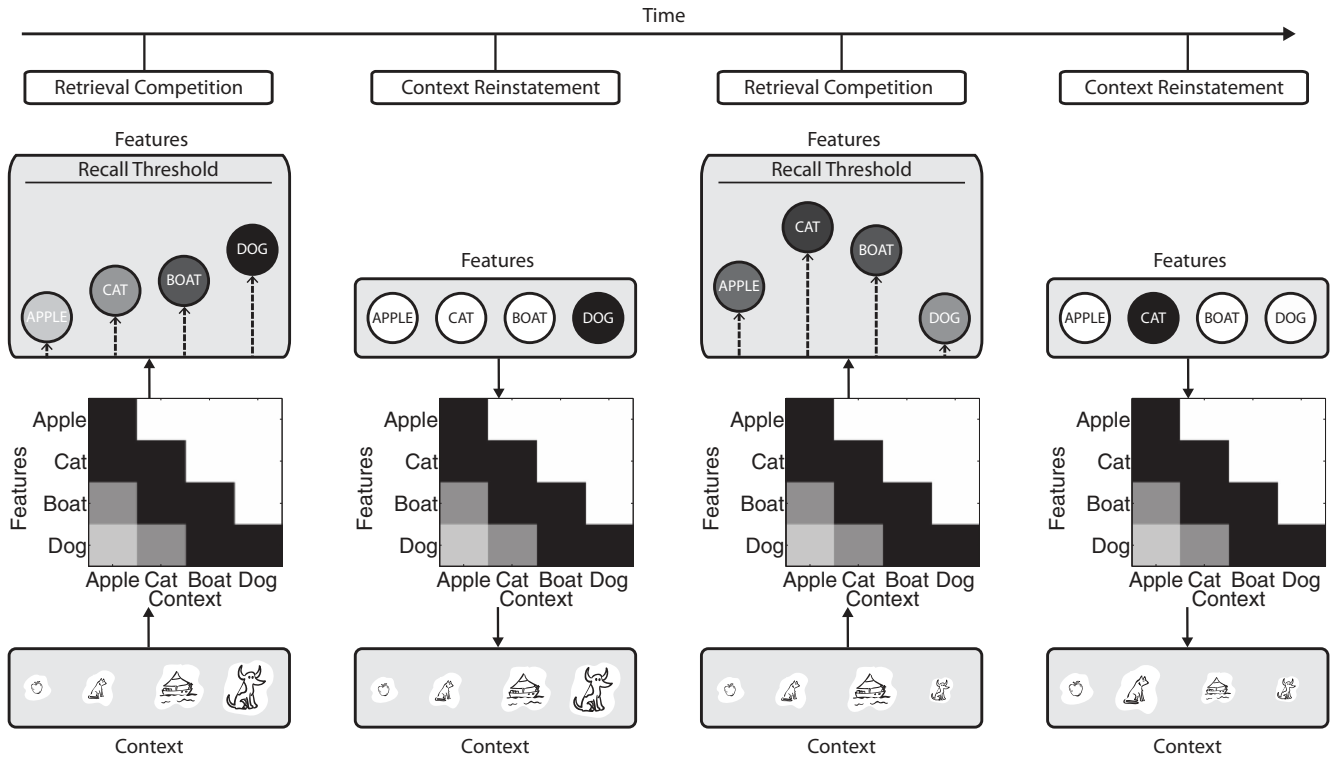 Time
Retrieval Competition
Context Reinstatement
Retrieval Competition
Context Reinstatement
Features
Recall Threshold
APPLE
CAT
BOAT
DOG
Features
APPLE
CAT
BOAT
DOG
Features
Recall Threshold
APPLE
CAT
BOAT
DOG
Features
APPLE
CAT
BOAT
DOG
Features
Apple
Cat
Boat
Dog
Apple Cat Boat Dog
Context
Features
Apple
Cat
Boat
Dog
Apple Cat Boat Dog
Context
Features
Apple
Cat
Boat
Dog
Apple Cat Boat Dog
Context
Features
Apple
Cat
Boat
Dog
Apple Cat Boat Dog
Context
Context
Context
Context
Context